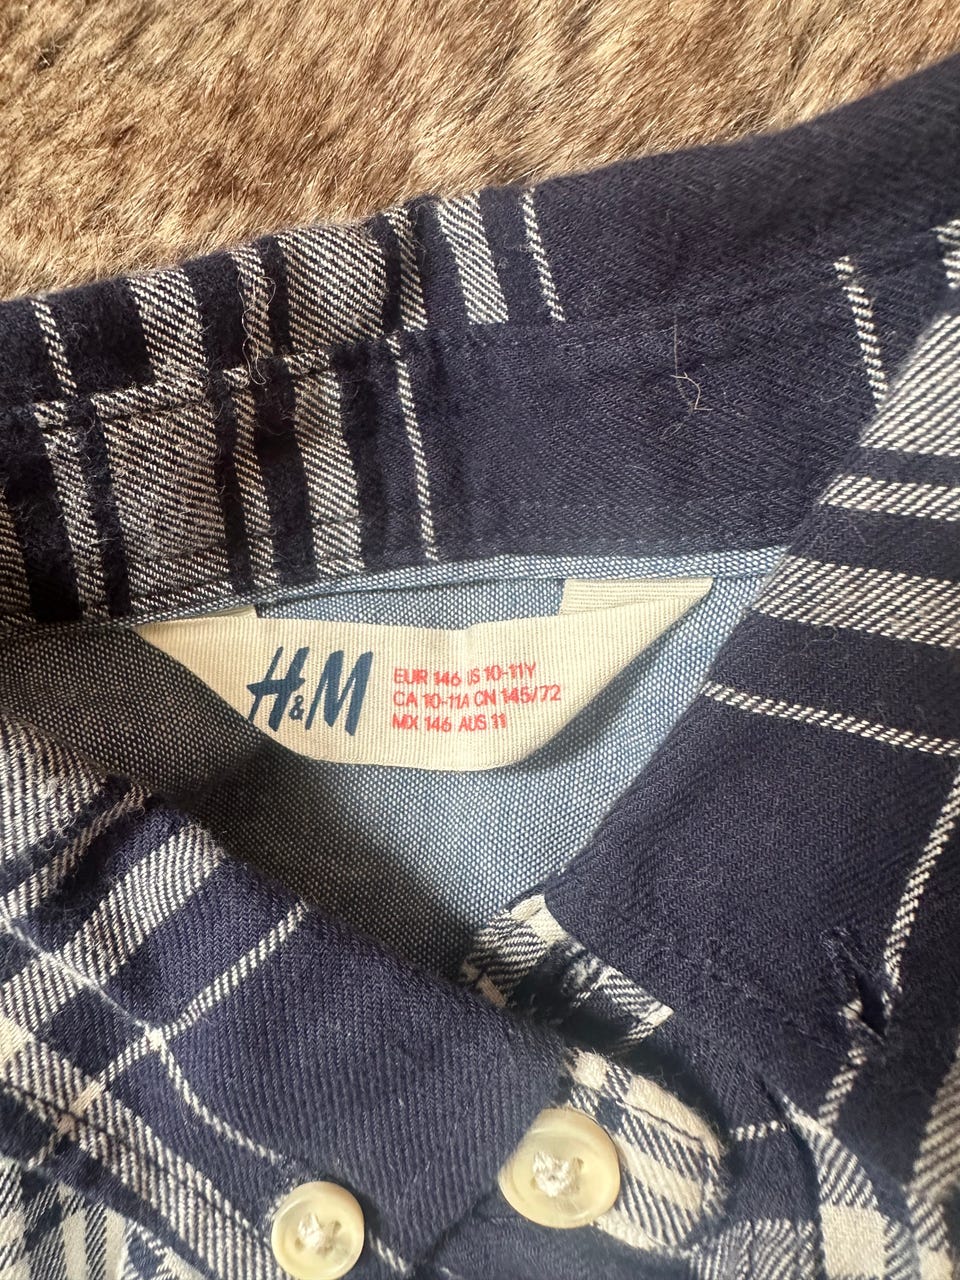 H&M
EUR 146 US 10-11Y
CA 10-11A CN 145/72
MX 146 AUS 11